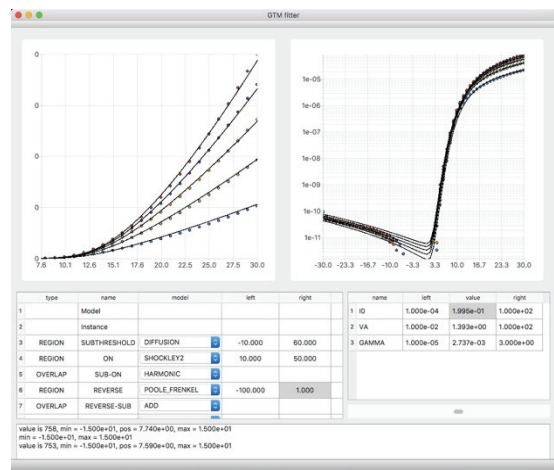 GTM fitter
0
0
0
0
0
7.6 10.1 12.6 15.1 17.8 20.0 22.5 25.0 27.5 30.0
1e-05
1e-06
1e-07
1e-08
1e-09
1e-10
1e-11
-30.0 -23.3 -16.7 -10.0 -3.3 3.3 10.0 16.7 23.3 30.0
type name model left right
1 Model
2 Instance
3 REGION SUBTHRESHOLD DIFFUSION -10.000 60.000
4 REGION ON SHOCKLEY2 10.000 50.000
5 OVERLAP SUB-ON HARMONIC
6 REGION REVERSE POOLE_FRENKEL -100.000 1.000
7 OVERLAP REVERSE-SUB ADD
name left value right
1 I0 1.000e-04 1.995e-01 1.000e+02
2 VA 1.000e-02 1.393e+00 1.000e+02
3 GAMMA 1.000e-05 2.737e-03 3.000e+00
value is 758, min = -1.500e+01, pos = 7.740e+00, max = 1.500e+01
min = -1.500e+01, max = 1.500e+01
value is 753, min = -1.500e+01, pos = 7.590e+00, max = 1.500e+01